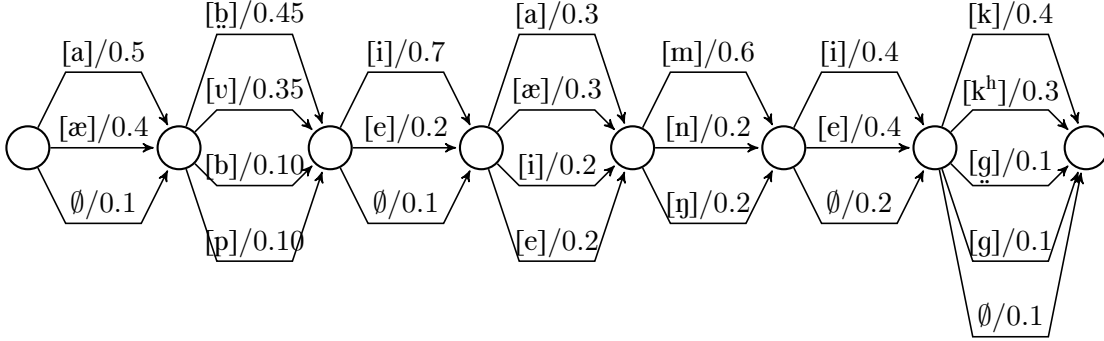 [a]/0.5
[æ]/0.4
∅/0.1
[b̤]/0.45
[ʋ]/0.35
[b]/0.10
[p]/0.10
[i]/0.7
[e]/0.2
∅/0.1
[a]/0.3
[æ]/0.3
[i]/0.2
[e]/0.2
[m]/0.6
[n]/0.2
[ŋ]/0.2
[i]/0.4
[e]/0.4
∅/0.2
[k]/0.4
[kʰ]/0.3
[g̤]/0.1
[g]/0.1
∅/0.1